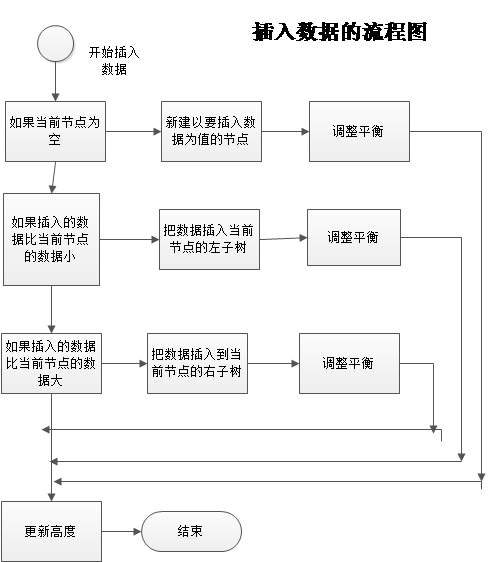 插入数据的流程图
开始插入
数据
如果当前节点为
空
新建以要插入数
据为值的节点
调整平衡
如果插入的数
据比当前节点
的数据小
把数据插入当前
节点的左子树
调整平衡
如果插入的数据
比当前节点的数
据大
把数据插入到当
前节点的右子树
调整平衡
更新高度
结束